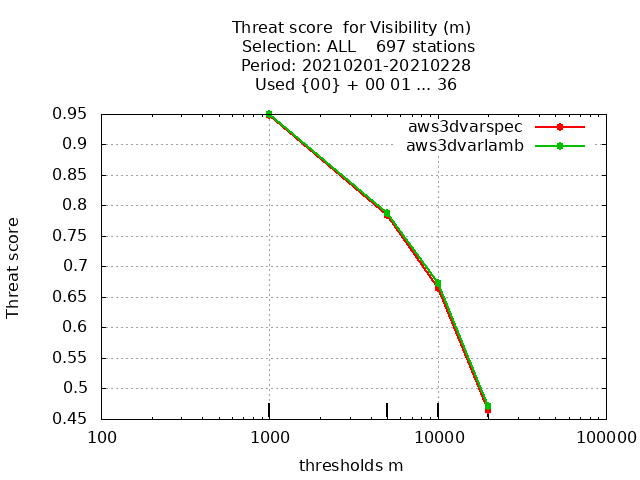 Threat score  for Visibility (m)
Selection: ALL    697 stations
Period: 20210201-20210228
Used {00} + 00 01 ... 36
aws3dvarspec
aws3dvarlamb
Threat score
0.95
0.9
0.85
0.8
0.75
0.7
0.65
0.6
0.55
0.5
0.45
100
1000
10000
100000
thresholds m